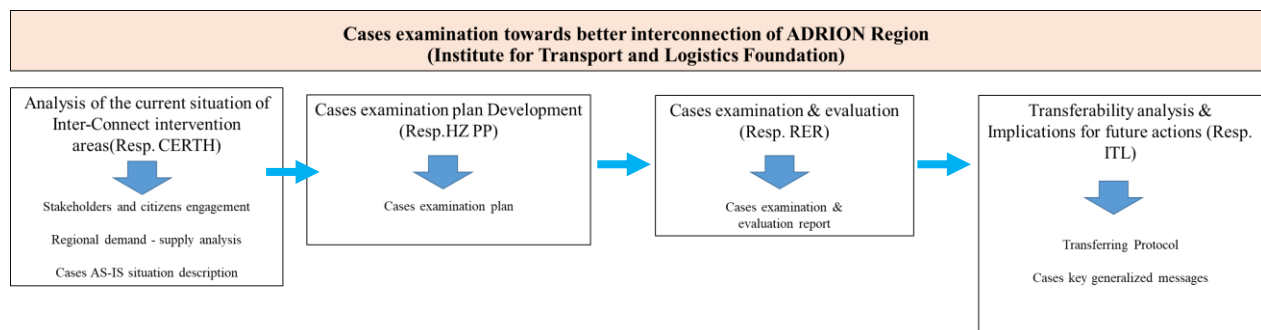 Cases examination towards better interconnection of ADRION Region
(Institute for Transport and Logistics Foundation)
Analysis of the current situation of
Inter-Connect intervention
areas(Resp. CERTH)
Stakeholders and citizens engagement
Regional demand - supply analysis
Cases AS-IS situation description
Cases examination plan Development
(Resp.HZ PP)
Cases examination plan
Cases examination & evaluation
(Resp. RER)
Cases examination &
evaluation report
Transferability analysis &
Implications for future actions (Resp.
ITL)
Transferring Protocol
Cases key generalized messages